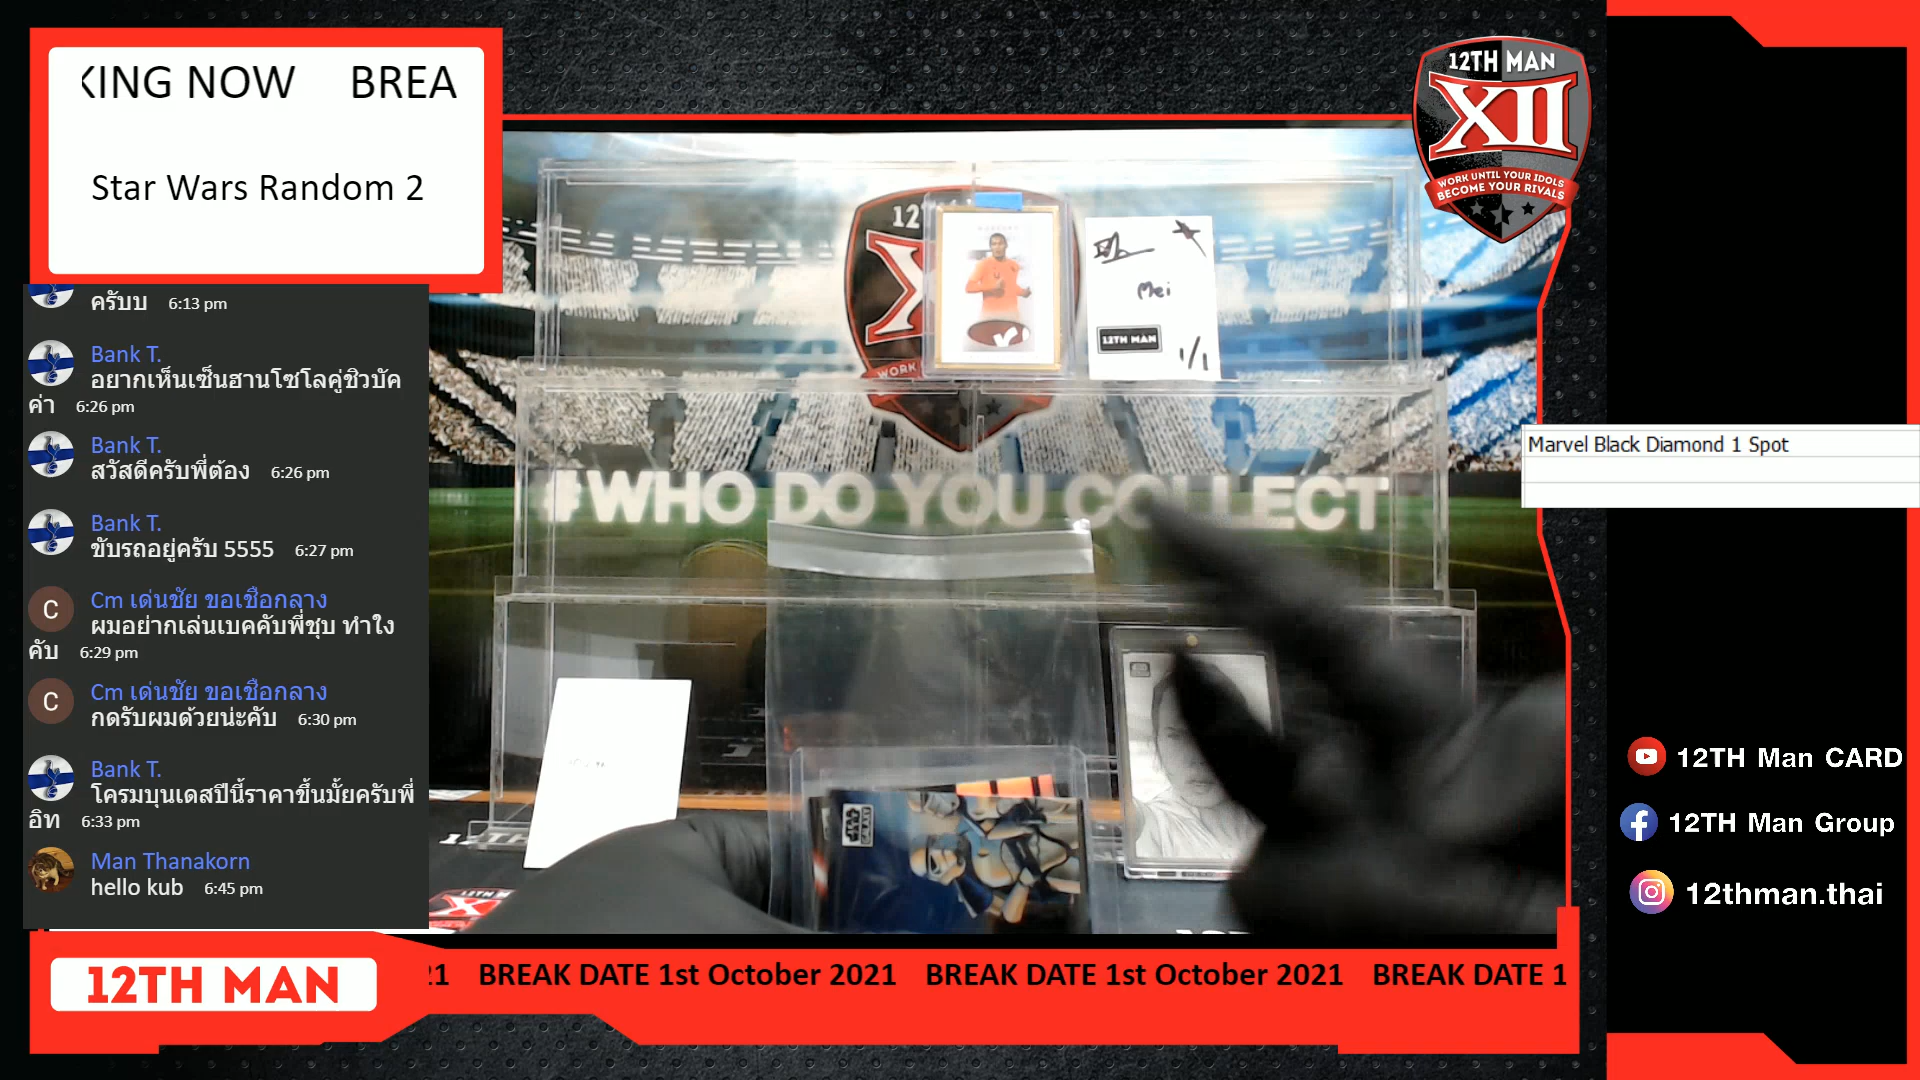 KING NOW BREA
Star Wars Random 2
ครับบ 6:13 pm
Bank T.
อยากเห็นเซ็นฮานโซโลคู่ชิวบัค
ค่า 6:26 pm
Bank T.
สวัสดีครับพี่ต้อง 6:26 pm
Bank T.
ขับรถอยู่ครับ 5555 6:27 pm
C
Cm เด่นชัย ขอเชือกลาง
ผมอย่ากเล่นเบคคับพี่ชุบ ทำใง
คับ 6:29 pm
C
Cm เด่นชัย ขอเชือกลาง
กดรับผมด้วยน่ะคับ 6:30 pm
Bank T.
โครมบุนเดสปีนี้ราคาขึ้นมั้ยครับพี่
อิท 6:33 pm
Man Thanakorn
hello kub 6:45 pm
12TH MAN
XII
WORK UNTIL YOUR IDOLS
BECOME YOUR RIVALS
12
WORK
Mei
12TH MAN
1/1
#WHO DO YOU COLLECT
STAR WARS
GALAXY
12TH
12TH
X
Marvel Black Diamond 1 Spot
12TH Man CARD
12TH Man Group
12thman.thai
12TH MAN
21 BREAK DATE 1st October 2021 BREAK DATE 1st October 2021 BREAK DATE 1